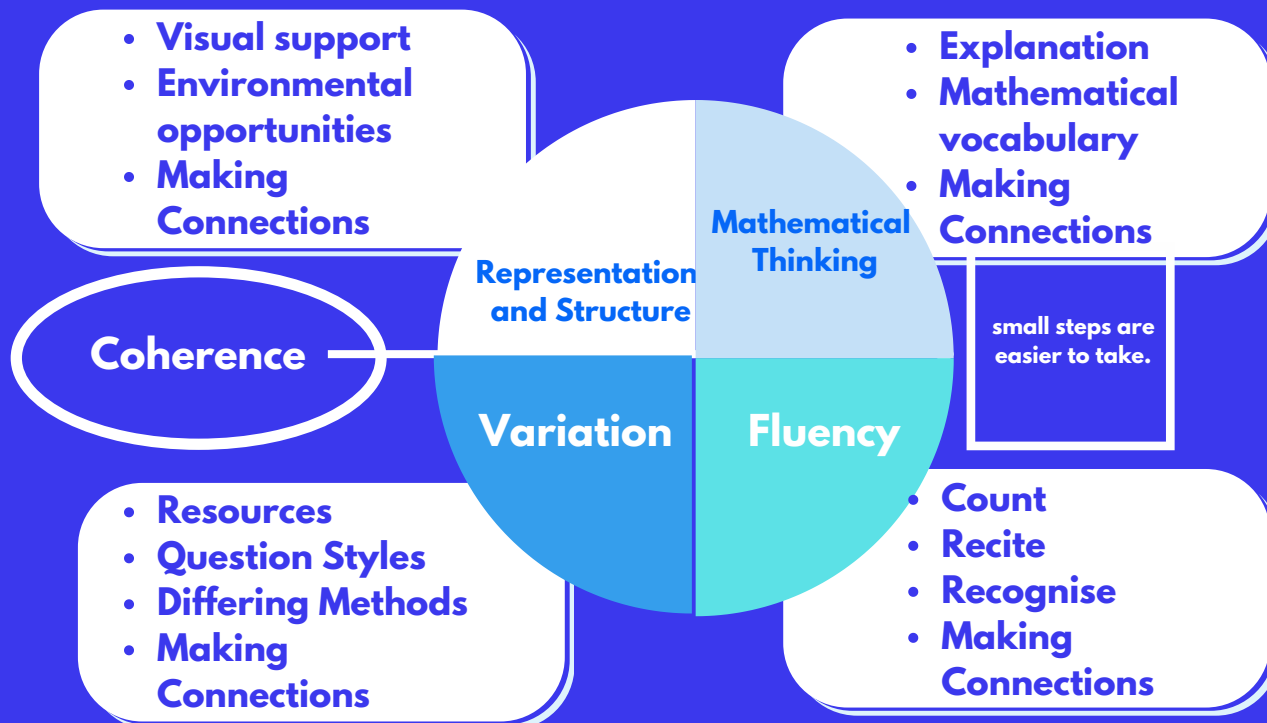 • Visual support
• Environmental
opportunities
• Making
Connections
• Explanation
• Mathematical
vocabulary
• Making
Connections
Representation
and Structure
Mathematical
Thinking
Coherence
small steps are
easier to take.
Variation
Fluency
• Resources
• Question Styles
• Differing Methods
• Making
Connections
• Count
• Recite
• Recognise
• Making
Connections